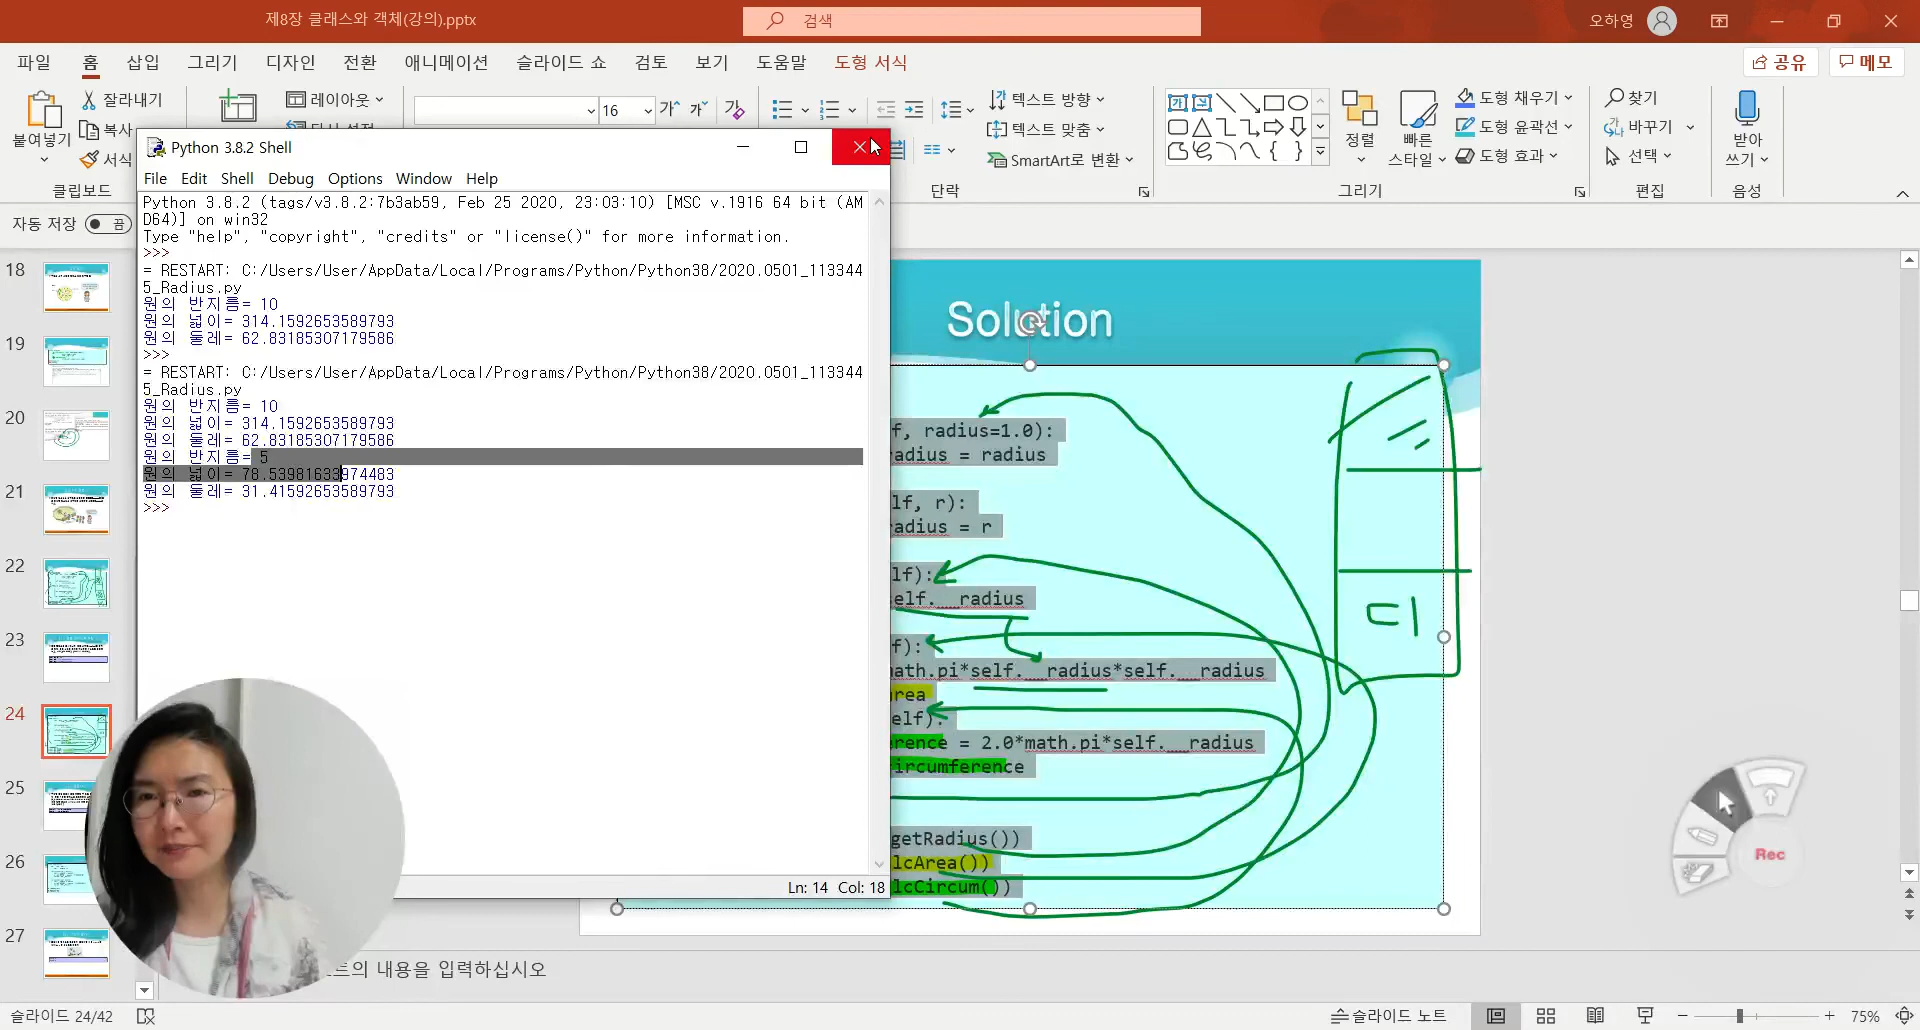 제8장 클래스와 객체(강의).pptx
검색
오하영
파일 홈 삽입 그리기 디자인 전환 애니메이션 슬라이드 쇼 검토 보기 도움말 도형 서식
공유 메모
붙여넣기
잘라내기
복사
서식
클립보드
레이아웃
16
가 가
텍스트 방향
텍스트 맞춤
SmartArt로 변환
단락
정렬
빠른
스타일
도형 채우기
도형 윤곽선
도형 효과
그리기
찾기
바꾸기
선택
편집
받아
쓰기
음성
자동 저장 끔
Python 3.8.2 Shell
File Edit Shell Debug Options Window Help
Python 3.8.2 (tags/v3.8.2:7b3ab59, Feb 25 2020, 23:03:10) [MSC v.1916 64 bit (AM
D64)] on win32
Type "help", "copyright", "credits" or "license()" for more information.
>>>
= RESTART: C:/Users/User/AppData/Local/Programs/Python/Python38/2020.0501_113344
5_Radius.py
원의 반지름= 10
원의 넓이= 314.1592653589793
원의 둘레= 62.83185307179586
>>>
= RESTART: C:/Users/User/AppData/Local/Programs/Python/Python38/2020.0501_113344
5_Radius.py
원의 반지름= 10
원의 넓이= 314.1592653589793
원의 둘레= 62.83185307179586
원의 반지름= 5
원의 넓이= 78.53981633974483
원의 둘레= 31.41592653589793
>>>
Ln: 14 Col: 18
18
19
20
21
22
23
24
25
26
27
Solution
f, radius=1.0):
radius = radius
lf, r):
radius = r
lf):
self.__radius
f):
math.pi*self.__radius*self.__radius
area
elf):
erence = 2.0*math.pi*self.__radius
ircumference
getRadius())
lcArea())
lcCircum())
Rec
트의 내용을 입력하십시오
슬라이드 24/42
슬라이드 노트
75%